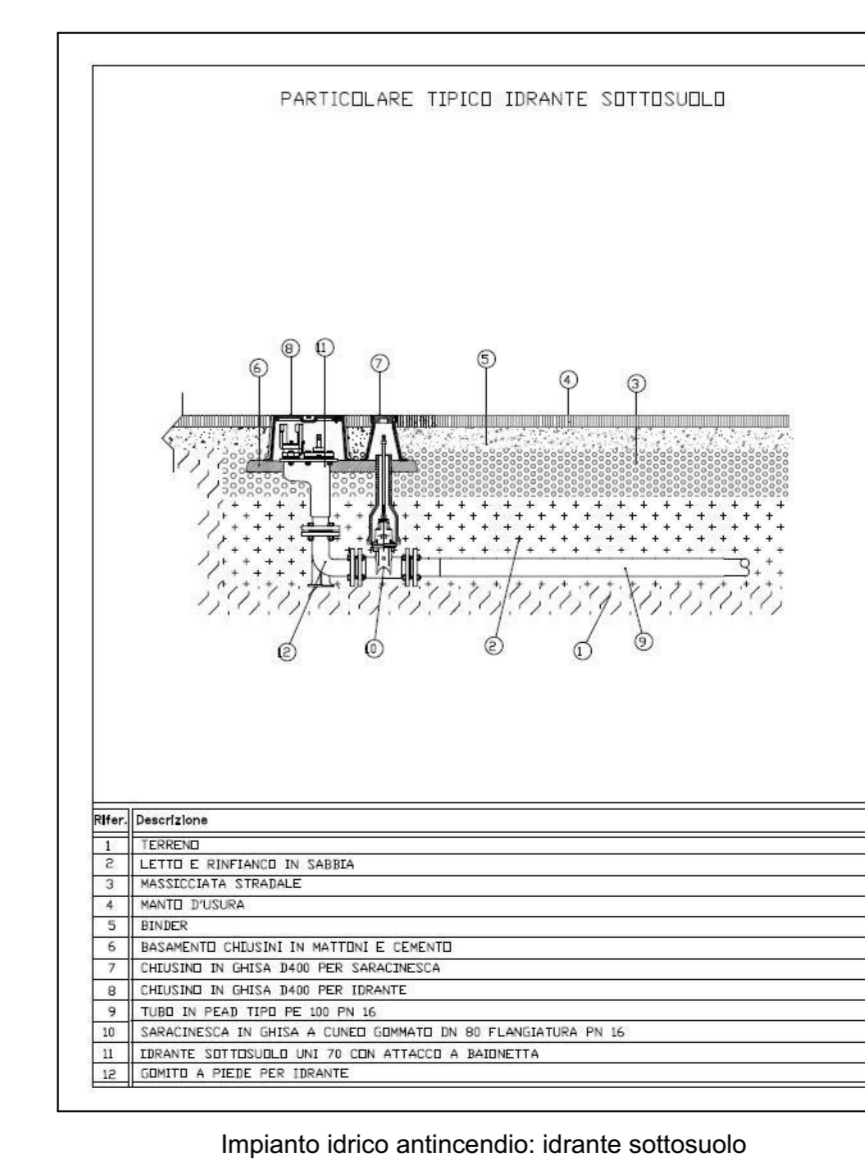 PARTICOLARE TIPICO IDRANTE SOTTOSUOLO
6 8 11 7 5 4 3
12 10 2 1 9
Rifer. Descrizione
1 TERRENO
2 LETTO E RINFIANCO IN SABBIA
3 MASSICCIATA STRADALE
4 MANTO D'USURA
5 BINDER
6 BASAMENTO CHIUSINI IN MATTONI E CEMENTO
7 CHIUSINO IN GHISA D400 PER SARACINESCA
8 CHIUSINO IN GHISA D400 PER IDRANTE
9 TUBO IN PEAD TIPO PE 100 PN 16
10 SARACINESCA IN GHISA A CUNEO GOMMATO DN 80 FLANGIATURA PN 16
11 IDRANTE SOTTOSUOLO UNI 70 CON ATTACCO A BAIONETTA
12 GOMITO A PIEDE PER IDRANTE
Impianto idrico antincendio: idrante sottosuolo